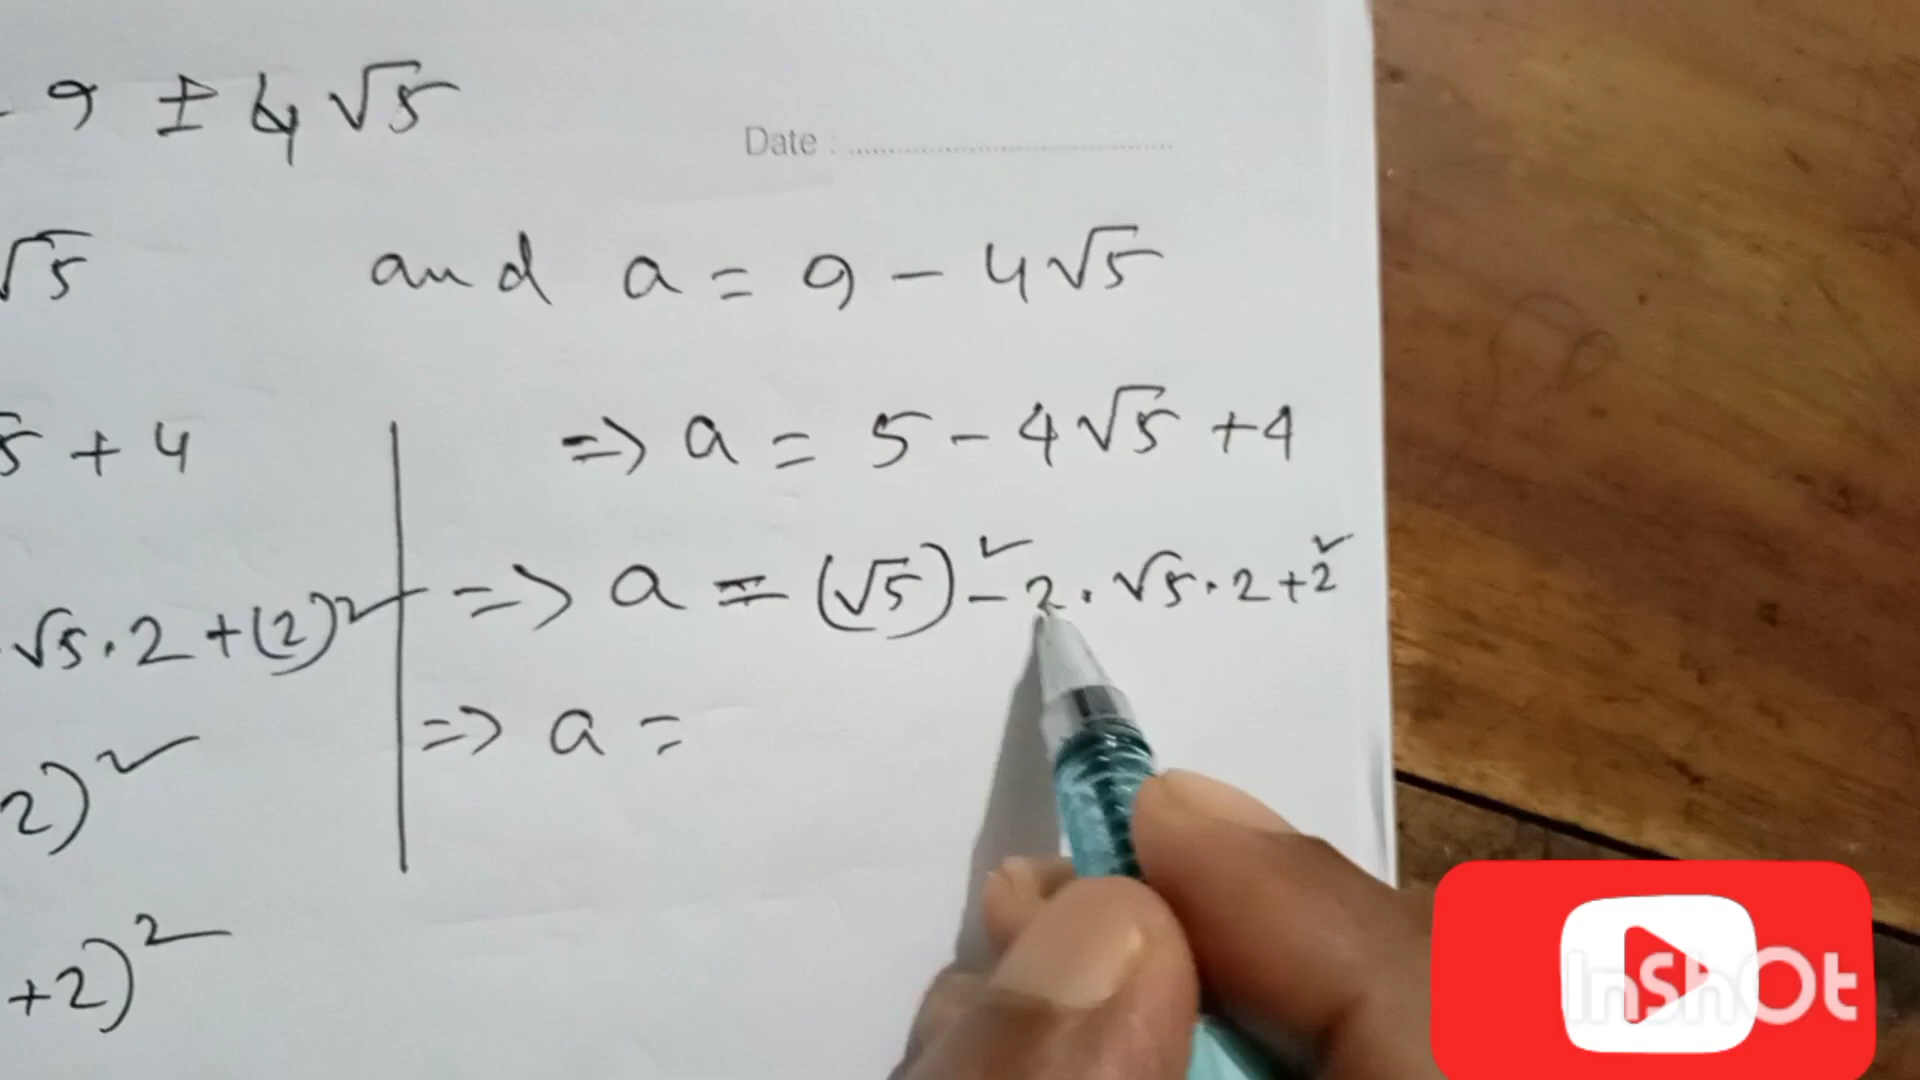 9 ± 4√5
Date : ........................
√5 and a = 9 - 4√5
5 + 4 => a = 5 - 4√5 + 4
√5 . 2 + (2)² => a = (√5)² - 2 . √5 . 2 + 2²
2)² => a =
+2)²
InShOt